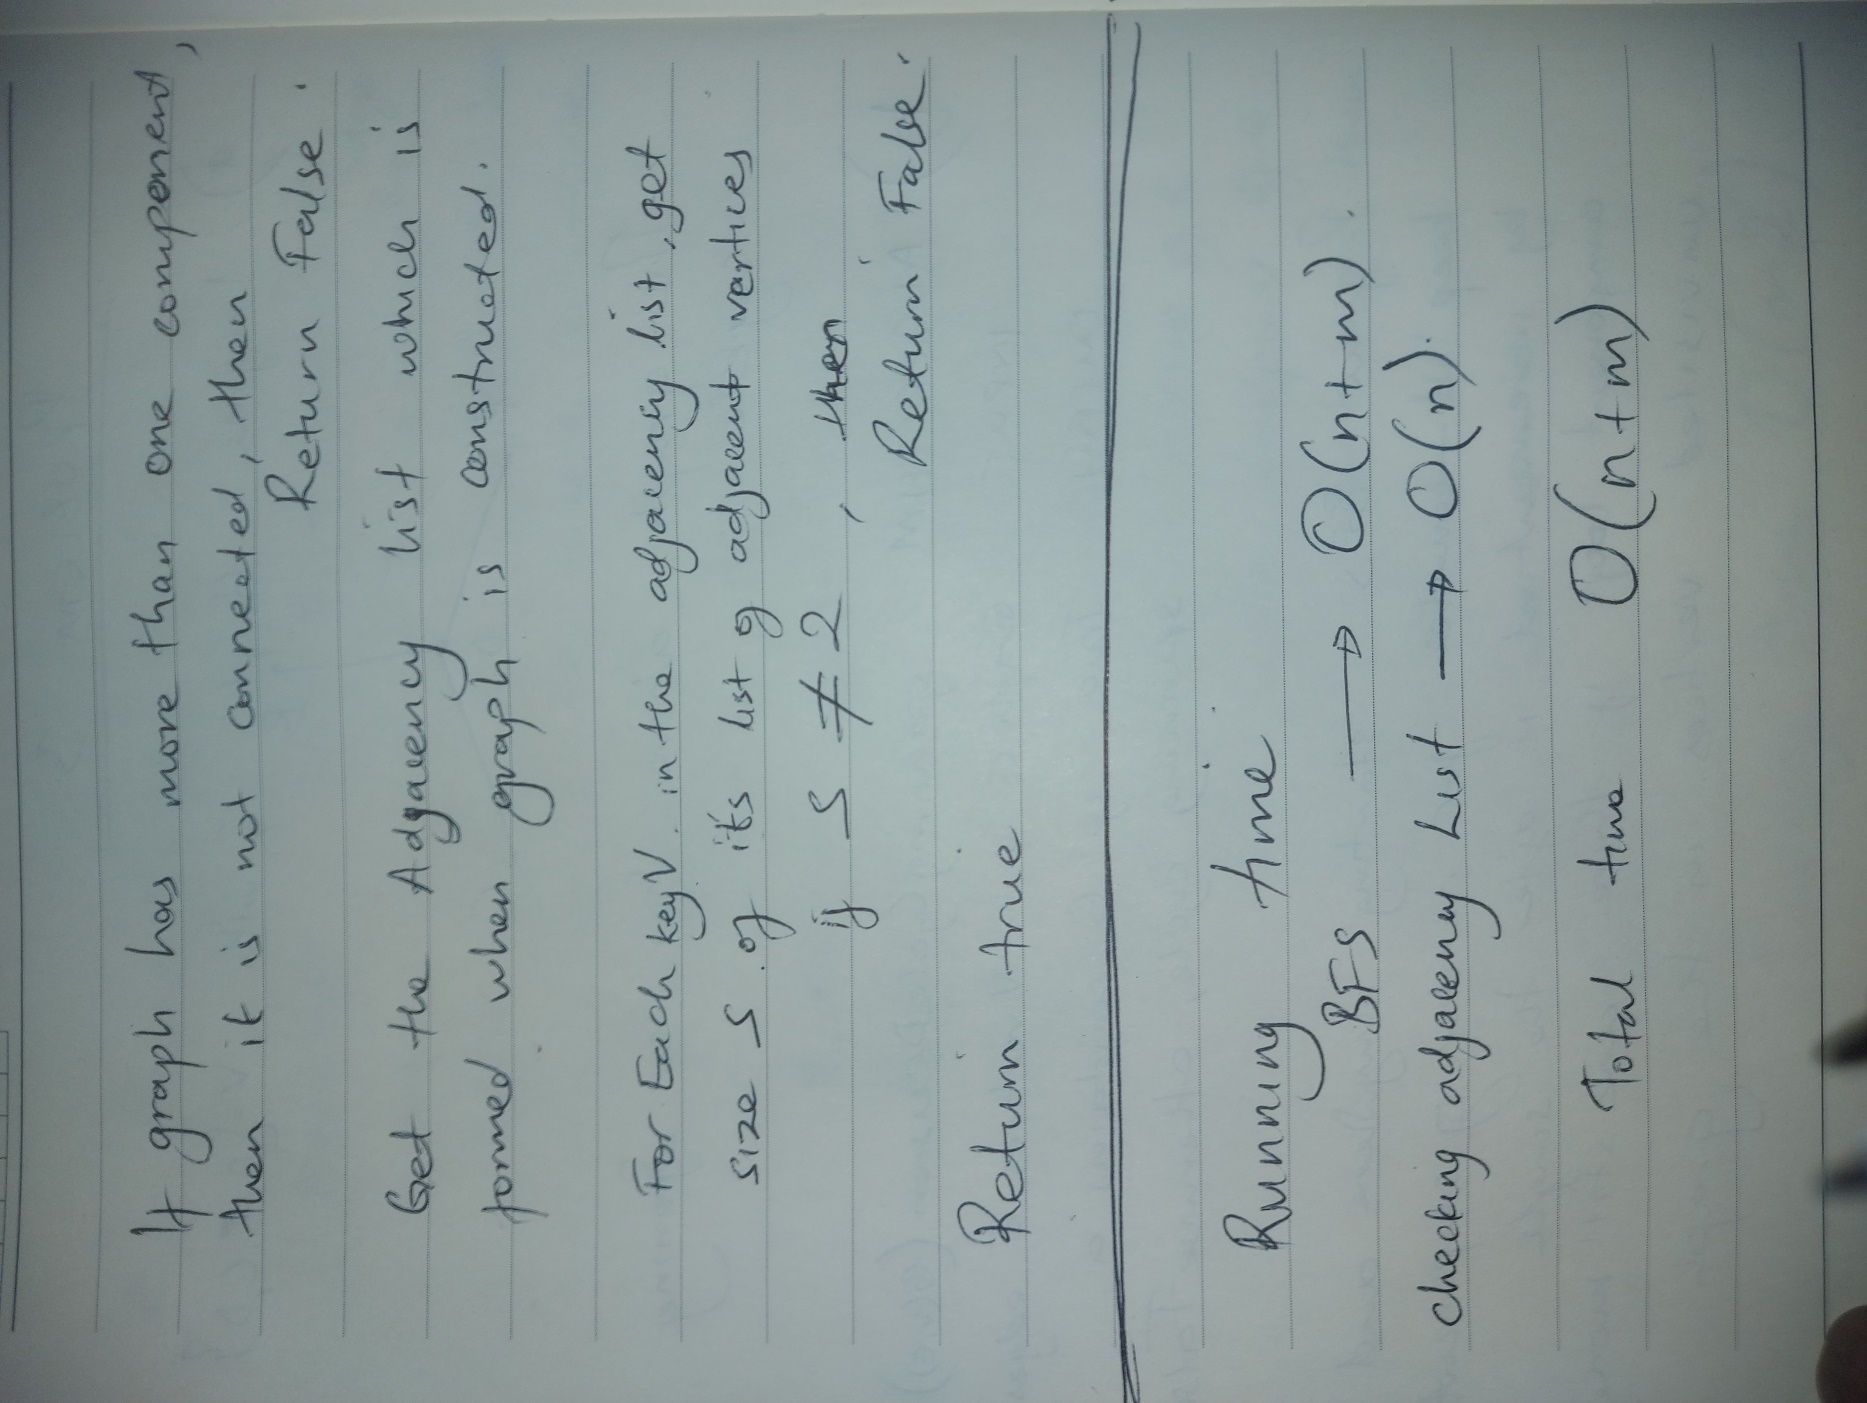 If graph has more than one component,
then it is not connected, then
Return False.
Get the Adjacency list which is
formed when graph is constructed.
For Each key V in the adjacency list, get
size S of it's list of adjacent vertices
if S ≠ 2, then
Return False.
Return true
Running time
BFS → O(n+m).
checking adjacency List → O(n).
Total time O(n+m)